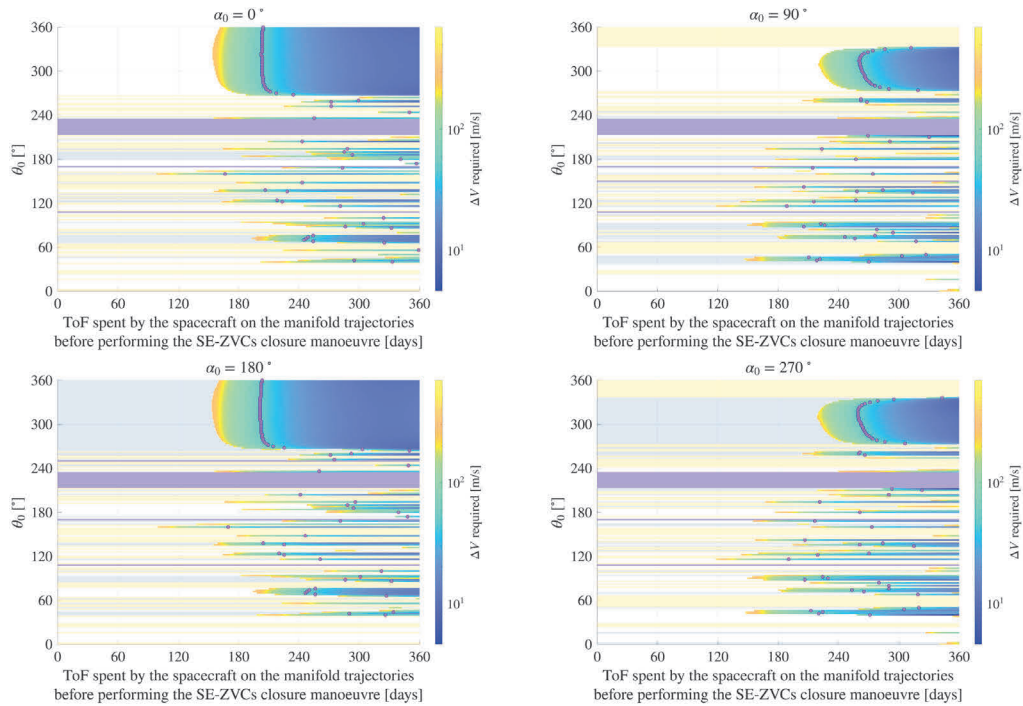 α₀ = 0°
360
300
240
180
120
60
0
θ₀ [°]
0 60 120 180 240 300 360
ToF spent by the spacecraft on the manifold trajectories
before performing the SE-ZVCs closure manoeuvre [days]
10²
10¹
ΔV required [m/s]
α₀ = 90°
360
300
240
180
120
60
0
θ₀ [°]
0 60 120 180 240 300 360
ToF spent by the spacecraft on the manifold trajectories
before performing the SE-ZVCs closure manoeuvre [days]
10²
10¹
ΔV required [m/s]
α₀ = 180°
360
300
240
180
120
60
0
θ₀ [°]
0 60 120 180 240 300 360
ToF spent by the spacecraft on the manifold trajectories
before performing the SE-ZVCs closure manoeuvre [days]
10²
10¹
ΔV required [m/s]
α₀ = 270°
360
300
240
180
120
60
0
θ₀ [°]
0 60 120 180 240 300 360
ToF spent by the spacecraft on the manifold trajectories
before performing the SE-ZVCs closure manoeuvre [days]
10²
10¹
ΔV required [m/s]